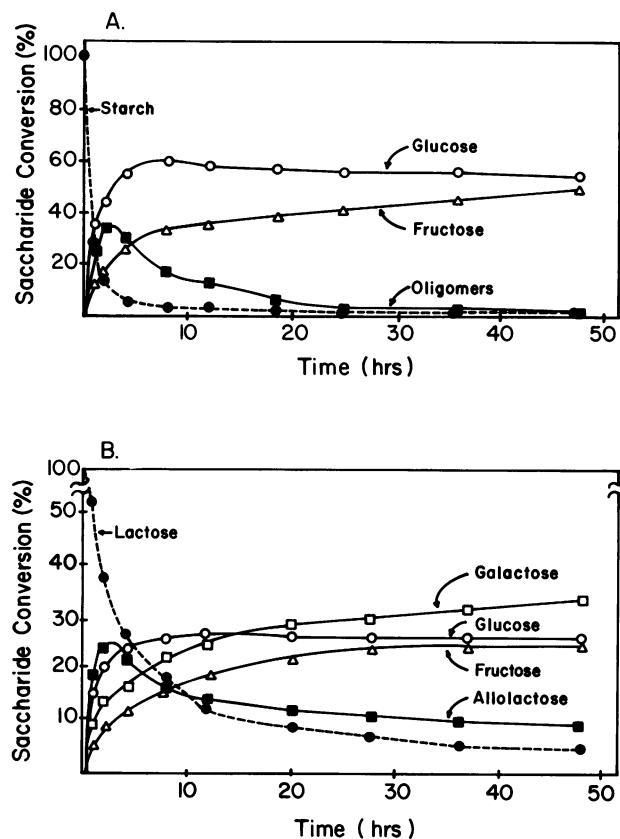 A.
Saccharide Conversion (%)
100
80
60
40
20
Starch
Glucose
Fructose
Oligomers
10
20
30
40
50
Time (hrs)
B.
Saccharide Conversion (%)
100
50
40
30
20
10
Lactose
Galactose
Glucose
Fructose
Allolactose
10
20
30
40
50
Time (hrs)